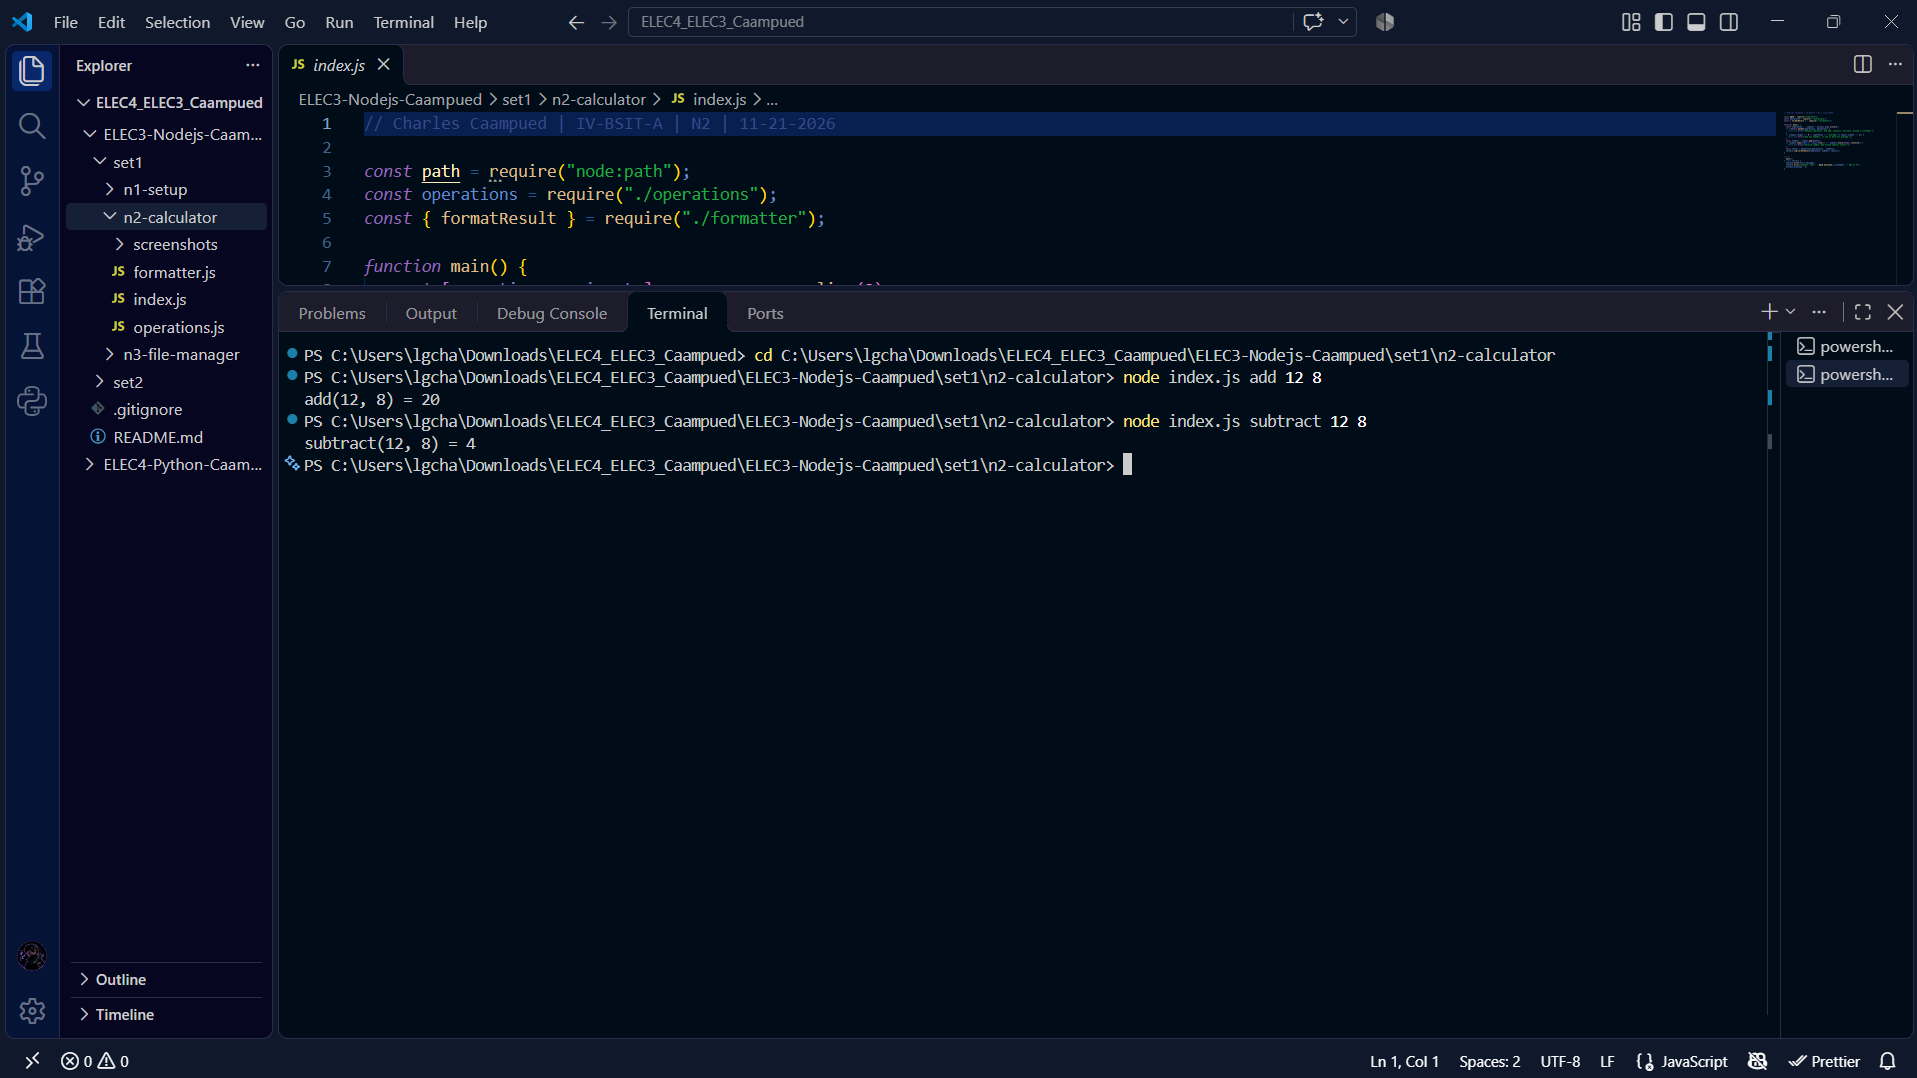 File Edit Selection View Go Run Terminal Help
ELEC4_ELEC3_Caampued
Explorer
ELEC4_ELEC3_Caampued
ELEC3-Nodejs-Caam...
set1
n1-setup
n2-calculator
screenshots
JS formatter.js
JS index.js
JS operations.js
n3-file-manager
set2
.gitignore
README.md
ELEC4-Python-Caam...
Outline
Timeline
JS index.js
ELEC3-Nodejs-Caampued > set1 > n2-calculator > JS index.js > ...
1 // Charles Caampued | IV-BSIT-A | N2 | 11-21-2026
2
3 const path = require("node:path");
4 const operations = require("./operations");
5 const { formatResult } = require("./formatter");
6
7 function main() {
Problems Output Debug Console Terminal Ports
PS C:\Users\lgcha\Downloads\ELEC4_ELEC3_Caampued> cd C:\Users\lgcha\Downloads\ELEC4_ELEC3_Caampued\ELEC3-Nodejs-Caampued\set1\n2-calculator
PS C:\Users\lgcha\Downloads\ELEC4_ELEC3_Caampued\ELEC3-Nodejs-Caampued\set1\n2-calculator> node index.js add 12 8
add(12, 8) = 20
PS C:\Users\lgcha\Downloads\ELEC4_ELEC3_Caampued\ELEC3-Nodejs-Caampued\set1\n2-calculator> node index.js subtract 12 8
subtract(12, 8) = 4
PS C:\Users\lgcha\Downloads\ELEC4_ELEC3_Caampued\ELEC3-Nodejs-Caampued\set1\n2-calculator>
powersh...
powersh...
0 0
Ln 1, Col 1 Spaces: 2 UTF-8 LF {} JavaScript Prettier